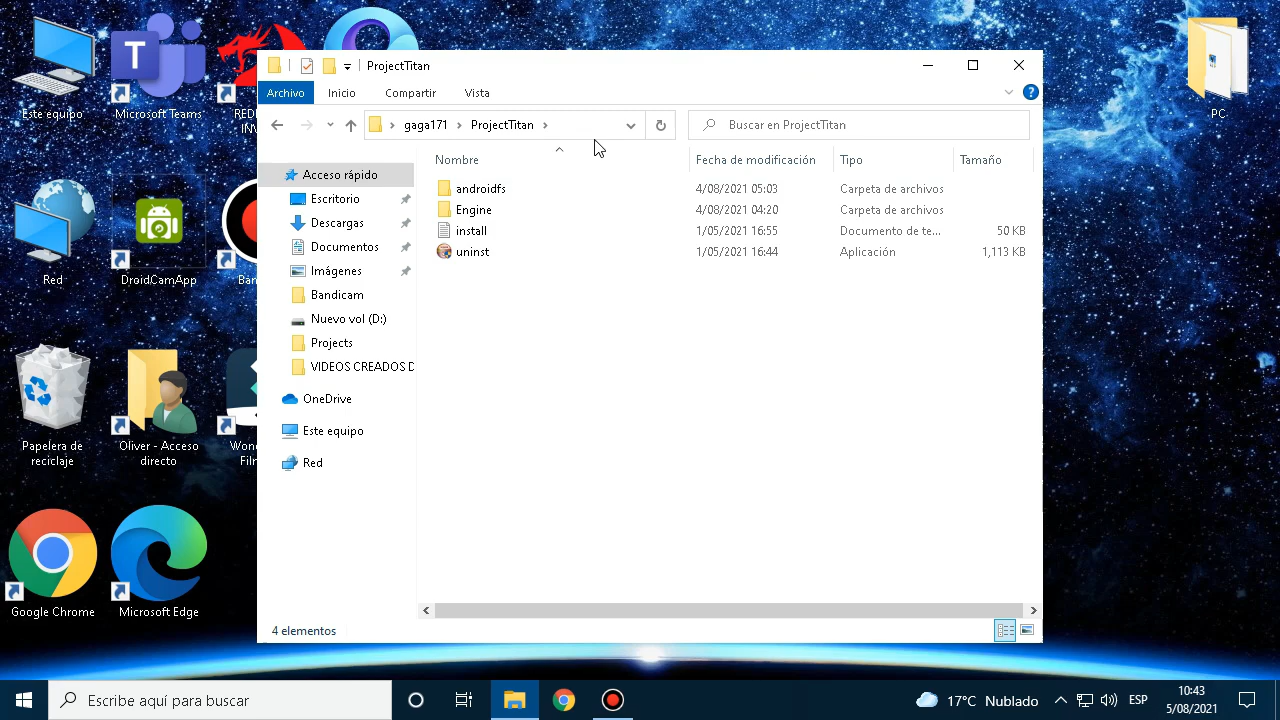 Este equipo
Microsoft Teams
RED
INV
Red
DroidCamApp
Ban
Papelera de
reciclaje
Oliver - Acceso
directo
Won
Fil
Google Chrome
Microsoft Edge
PC
ProjectTitan
Archivo
Inicio
Compartir
Vista
gaga171
ProjectTitan
Buscar en ProjectTitan
Acceso rápido
Escritorio
Descargas
Documentos
Imágenes
Bandicam
Nuevo vol (D:)
Projects
VIDEOS CREADOS D
OneDrive
Este equipo
Red
Nombre Fecha de modificación Tipo Tamaño
androidfs 4/08/2021 05:03 Carpeta de archivos
Engine 4/08/2021 04:20 Carpeta de archivos
install 1/05/2021 16:55 Documento de te... 50 KB
uninst 1/05/2021 16:44 Aplicación 1,113 KB
4 elementos
Escribe aquí para buscar
17°C Nublado
ESP
10:43
5/08/2021